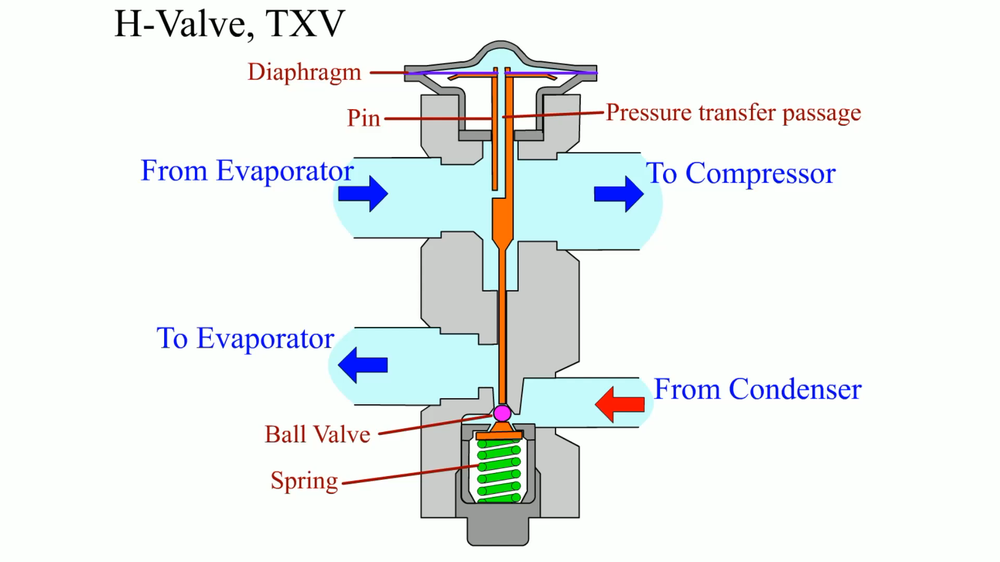 H-Valve, TXV
Diaphragm
Pin
Pressure transfer passage
From Evaporator
To Compressor
To Evaporator
From Condenser
Ball Valve
Spring